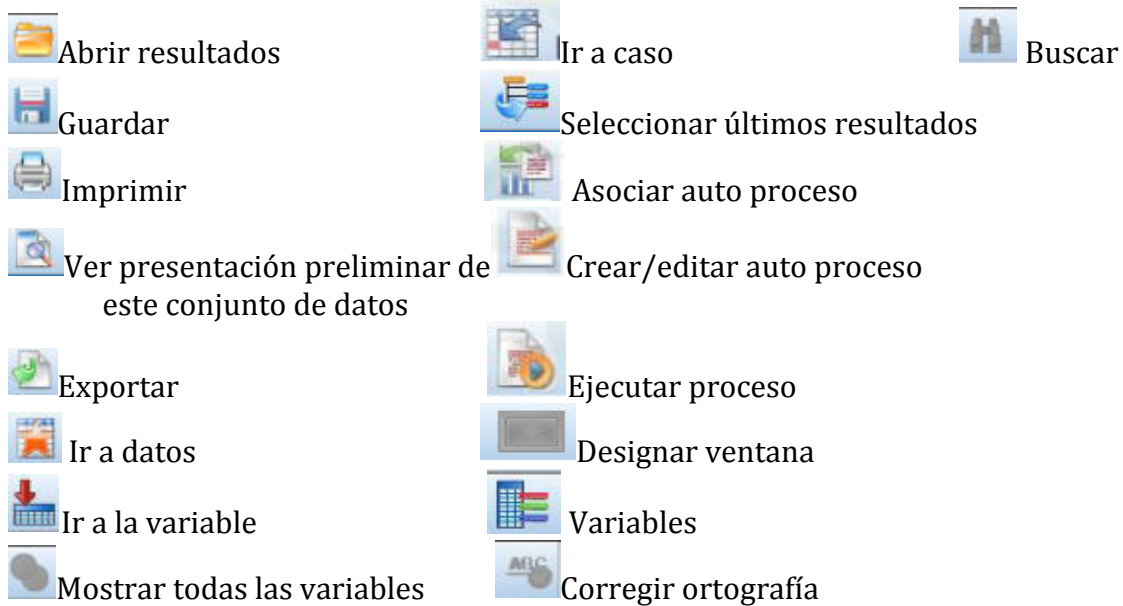 Abrir resultados Ir a caso Buscar
Guardar Seleccionar últimos resultados
Imprimir Asociar auto proceso
Ver presentación preliminar de Crear/editar auto proceso
este conjunto de datos
Exportar Ejecutar proceso
Ir a datos Designar ventana
Ir a la variable Variables
Mostrar todas las variables ABC Corregir ortografía